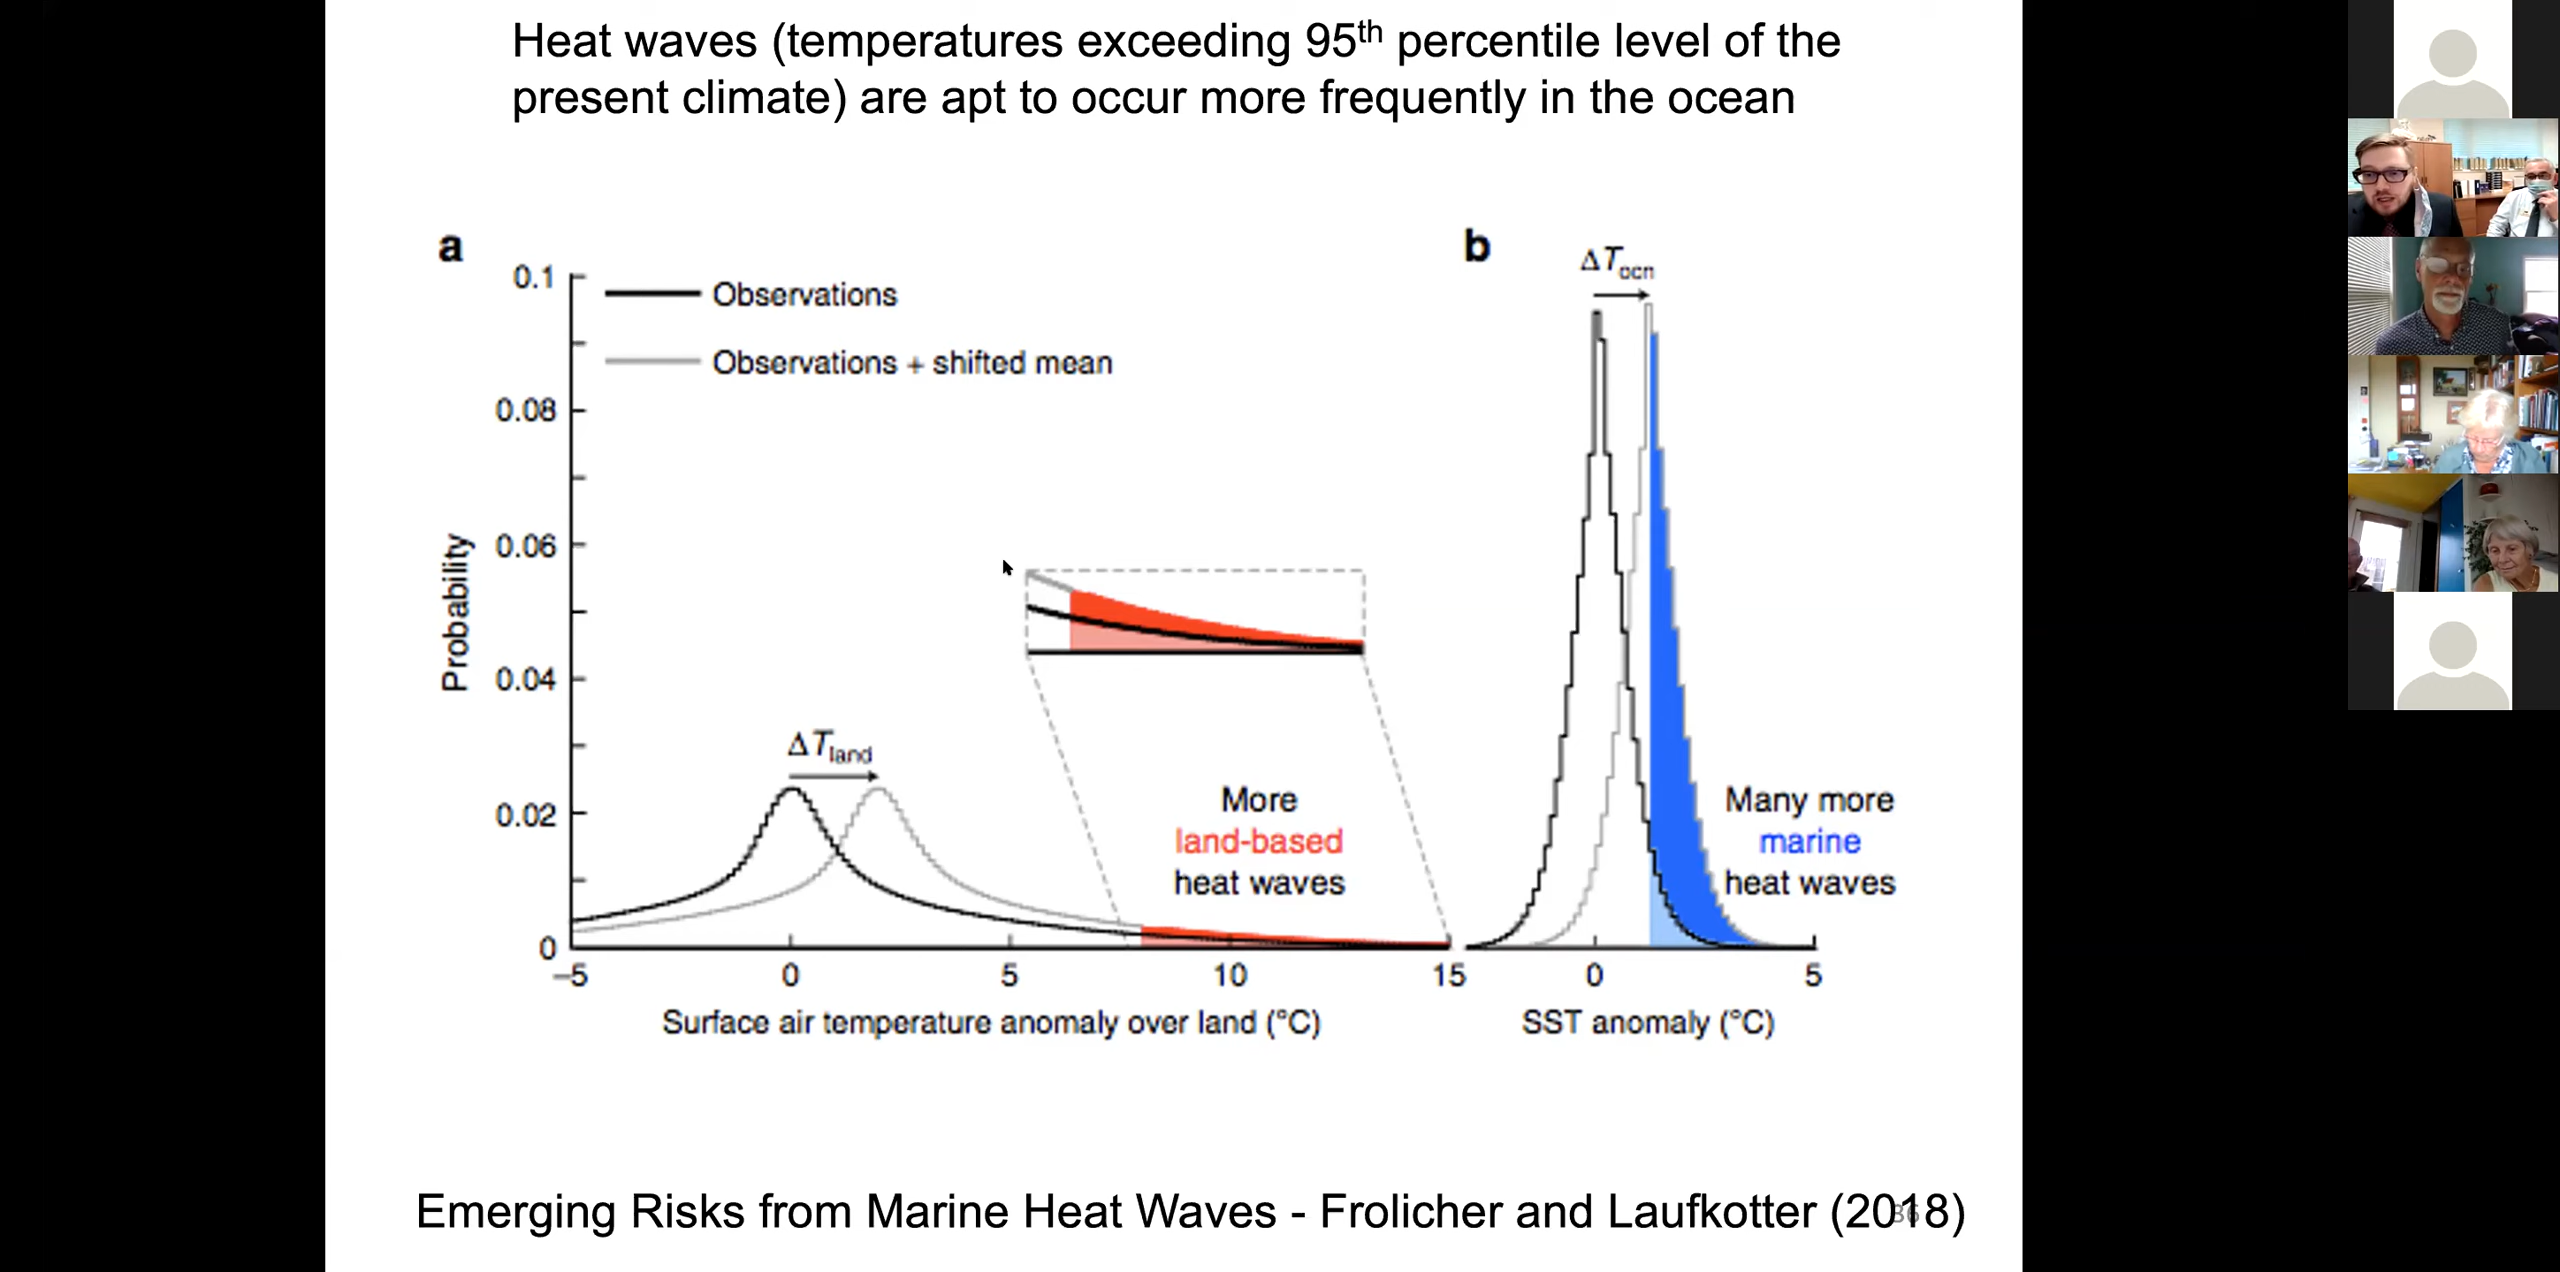 Heat waves (temperatures exceeding 95th percentile level of the
present climate) are apt to occur more frequently in the ocean
a
Observations
Observations + shifted mean
Probability
0.1
0.08
0.06
0.04
0.02
0
ΔTland
More
land-based
heat waves
–5
0
5
10
15
Surface air temperature anomaly over land (°C)
b
ΔTocn
Many more
marine
heat waves
0
5
SST anomaly (°C)
Emerging Risks from Marine Heat Waves - Frolicher and Laufkotter (2018)
36